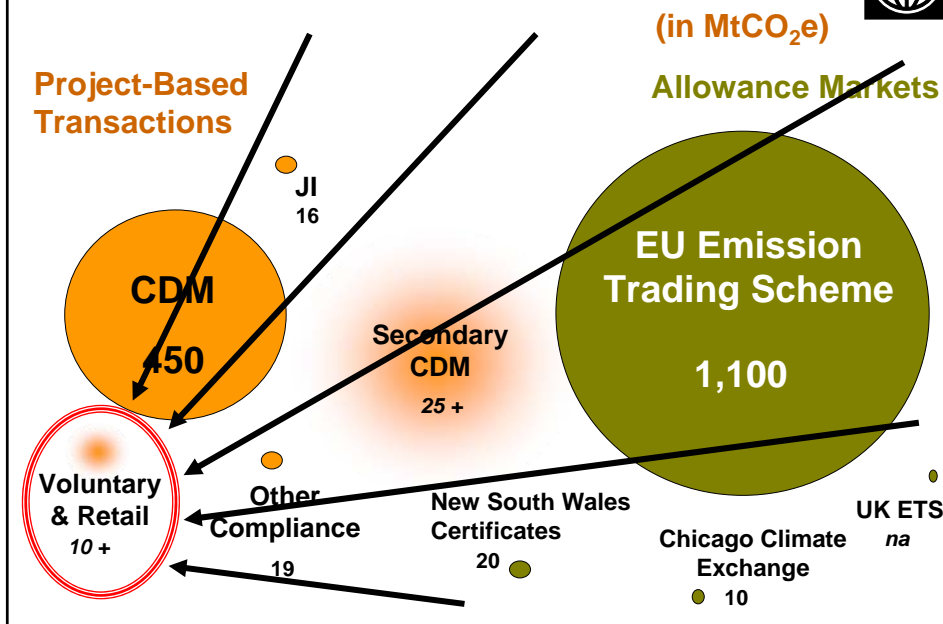 (in MtCO₂e)
Project-Based
Transactions
Allowance Markets
JI
16
CDM
450
EU Emission
Trading Scheme
1,100
Secondary
CDM
25 +
Voluntary
& Retail
10 +
Other
Compliance
19
New South Wales
Certificates
20
Chicago Climate
Exchange
10
UK ETS
na